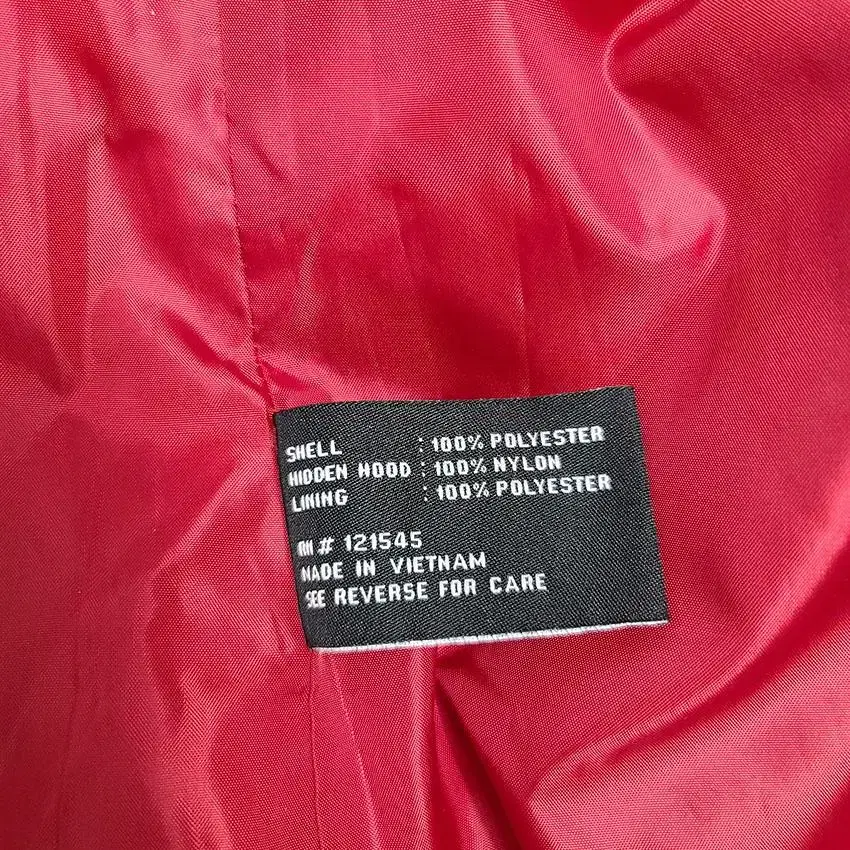 SHELL : 100% POLYESTER
HIDDEN HOOD : 100% NYLON
LINING : 100% POLYESTER
RN # 121545
MADE IN VIETNAM
SEE REVERSE FOR CARE